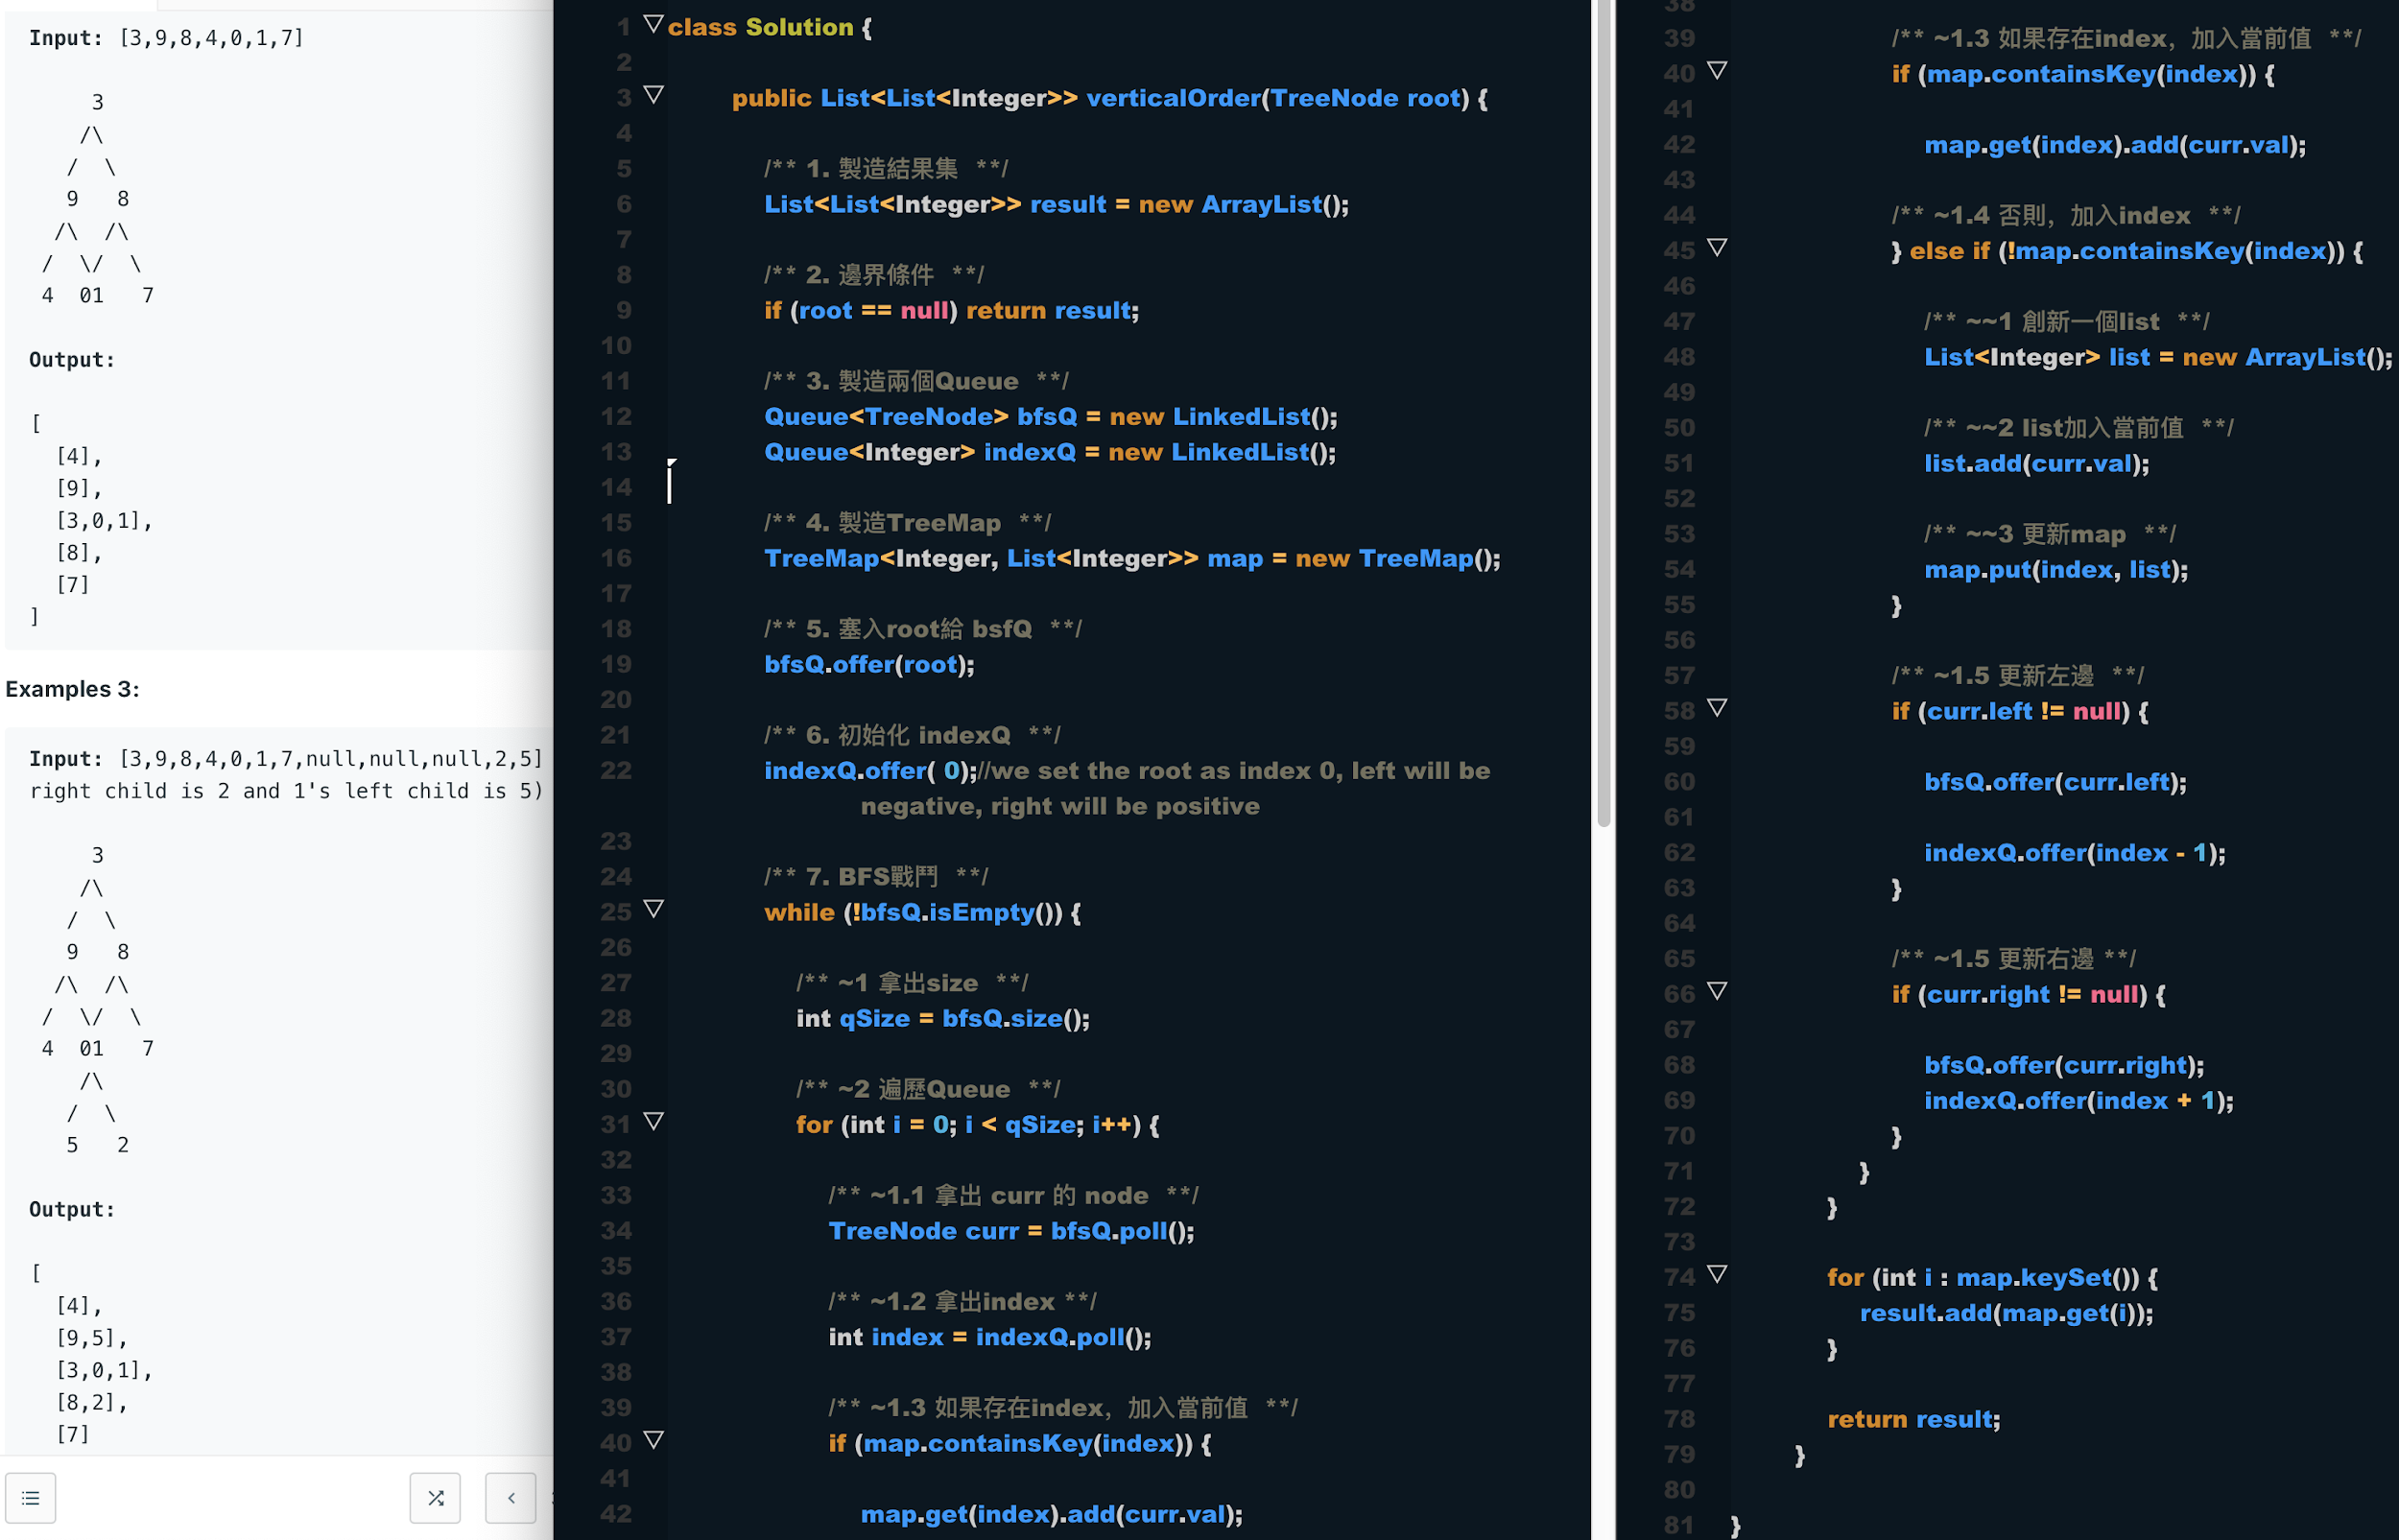 Input: [3,9,8,4,0,1,7]
3
/\
/  \
9   8
/\  /\
/  \/  \
4  01   7
Output:
[
[4],
[9],
[3,0,1],
[8],
[7]
]
Examples 3:
Input: [3,9,8,4,0,1,7,null,null,null,2,5]
right child is 2 and 1's left child is 5)
3
/\
/  \
9   8
/\  /\
/  \/  \
4  01   7
/\
/  \
5   2
Output:
[
[4],
[9,5],
[3,0,1],
[8,2],
[7]
1 class Solution {
2
3 public List<List<Integer>> verticalOrder(TreeNode root) {
4
5 /** 1. 製造結果集  **/
6 List<List<Integer>> result = new ArrayList();
7
8 /** 2. 邊界條件  **/
9 if (root == null) return result;
10
11 /** 3. 製造兩個Queue  **/
12 Queue<TreeNode> bfsQ = new LinkedList();
13 Queue<Integer> indexQ = new LinkedList();
14
15 /** 4. 製造TreeMap  **/
16 TreeMap<Integer, List<Integer>> map = new TreeMap();
17
18 /** 5. 塞入root給 bsfQ  **/
19 bfsQ.offer(root);
20
21 /** 6. 初始化 indexQ  **/
22 indexQ.offer( 0);//we set the root as index 0, left will be
negative, right will be positive
23
24 /** 7. BFS戰鬥  **/
25 while (!bfsQ.isEmpty()) {
26
27 /** ~1 拿出size  **/
28 int qSize = bfsQ.size();
29
30 /** ~2 遍歷Queue  **/
31 for (int i = 0; i < qSize; i++) {
32
33 /** ~1.1 拿出 curr 的 node  **/
34 TreeNode curr = bfsQ.poll();
35
36 /** ~1.2 拿出index **/
37 int index = indexQ.poll();
38
39 /** ~1.3 如果存在index，加入當前值  **/
40 if (map.containsKey(index)) {
41
42 map.get(index).add(curr.val);
38
39 /** ~1.3 如果存在index，加入當前值  **/
40 if (map.containsKey(index)) {
41
42 map.get(index).add(curr.val);
43
44 /** ~1.4 否則，加入index  **/
45 } else if (!map.containsKey(index)) {
46
47 /** ~~1 創新一個list  **/
48 List<Integer> list = new ArrayList();
49
50 /** ~~2 list加入當前值  **/
51 list.add(curr.val);
52
53 /** ~~3 更新map  **/
54 map.put(index, list);
55 }
56
57 /** ~1.5 更新左邊  **/
58 if (curr.left != null) {
59
60 bfsQ.offer(curr.left);
61
62 indexQ.offer(index - 1);
63 }
64
65 /** ~1.5 更新右邊 **/
66 if (curr.right != null) {
67
68 bfsQ.offer(curr.right);
69 indexQ.offer(index + 1);
70 }
71 }
72 }
73
74 for (int i : map.keySet()) {
75 result.add(map.get(i));
76 }
77
78 return result;
79 }
80
81 }